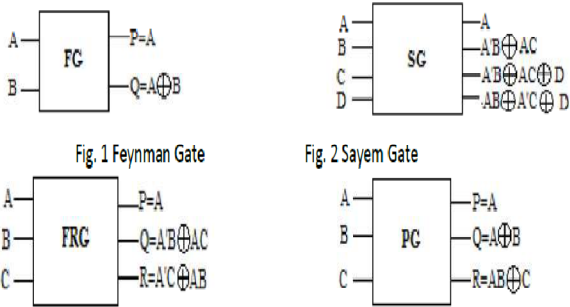 A
B
FG
P=A
Q=A⊕B
A
B
C
D
SG
A
A'B⊕AC
A'B⊕AC⊕D
AB⊕A'C⊕D
Fig. 1 Feynman Gate
Fig. 2 Sayem Gate
A
B
C
FRG
P=A
Q=A'B⊕AC
R=A'C⊕AB
A
B
C
PG
P=A
Q=A⊕B
R=AB⊕C